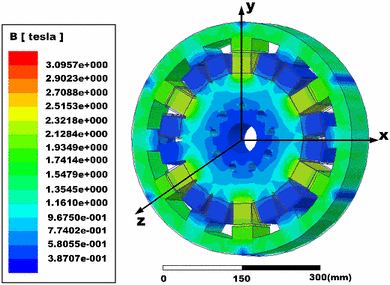 B [ tesla ]
3.0957e+000
2.9023e+000
2.7088e+000
2.5153e+000
2.3218e+000
2.1284e+000
1.9349e+000
1.7414e+000
1.5479e+000
1.3545e+000
1.1610e+000
9.6750e-001
7.7402e-001
5.8055e-001
3.8707e-001
y
x
z
0 150 300(mm)